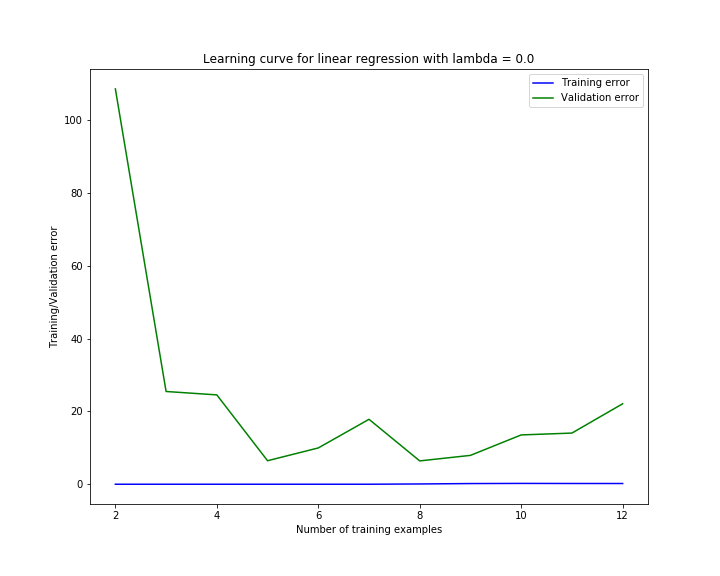 Learning curve for linear regression with lambda = 0.0
Training error
Validation error
Training/Validation error
100
80
60
40
20
0
2 4 6 8 10 12
Number of training examples